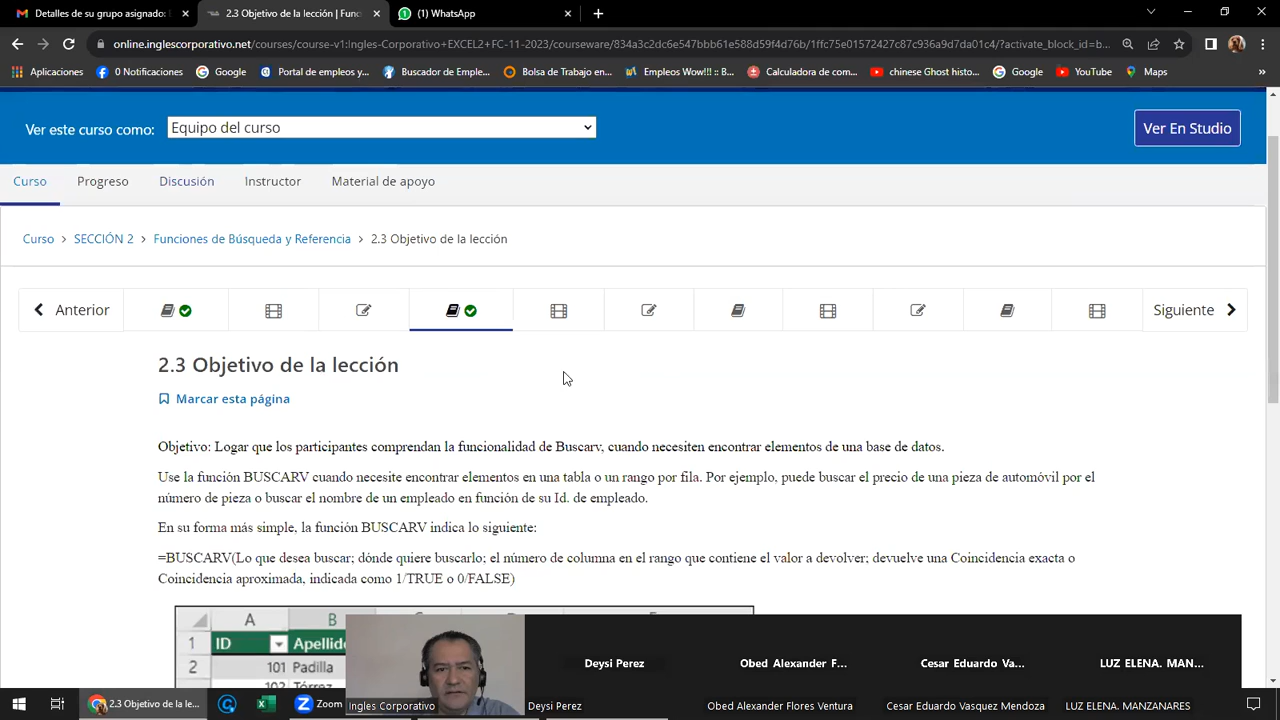 Detalles de su grupo asignado:
2.3 Objetivo de la lección | Func
(1) WhatsApp
online.inglescorporativo.net/courses/course-v1:Ingles-Corporativo+EXCEL2+FC-11-2023/courseware/834a3c2dc6e547bbb61e588d59f4d76b/1ffc75e01572427c87c936a9d7da01c4/?activate_block_id=b...
Aplicaciones
0 Notificaciones
Google
Portal de empleos y...
Buscador de Emple...
Bolsa de Trabajo en...
Empleos Wow!!! :: B...
Calculadora de com...
chinese Ghost histo...
Google
YouTube
Maps
»
Ver este curso como:
Equipo del curso
Ver En Studio
Curso
Progreso
Discusión
Instructor
Material de apoyo
Curso > SECCIÓN 2 > Funciones de Búsqueda y Referencia > 2.3 Objetivo de la lección
Anterior
Siguiente
2.3 Objetivo de la lección
Marcar esta página
Objetivo: Logar que los participantes comprendan la funcionalidad de Buscarv, cuando necesiten encontrar elementos de una base de datos.
Use la función BUSCARV cuando necesite encontrar elementos en una tabla o un rango por fila. Por ejemplo, puede buscar el precio de una pieza de automóvil por el
número de pieza o buscar el nombre de un empleado en función de su Id. de empleado.
En su forma más simple, la función BUSCARV indica lo siguiente:
=BUSCARV(Lo que desea buscar; dónde quiere buscarlo; el número de columna en el rango que contiene el valor a devolver; devuelve una Coincidencia exacta o
Coincidencia aproximada, indicada como 1/TRUE o 0/FALSE)
A B
1 ID Apellido
2 101 Padilla
102 Tórrez
Deysi Perez
Obed Alexander F...
Cesar Eduardo Va...
LUZ ELENA. MAN...
2.3 Objetivo de la le...
Zoom
Ingles Corporativo
Deysi Perez
Obed Alexander Flores Ventura
Cesar Eduardo Vasquez Mendoza
LUZ ELENA. MANZANARES